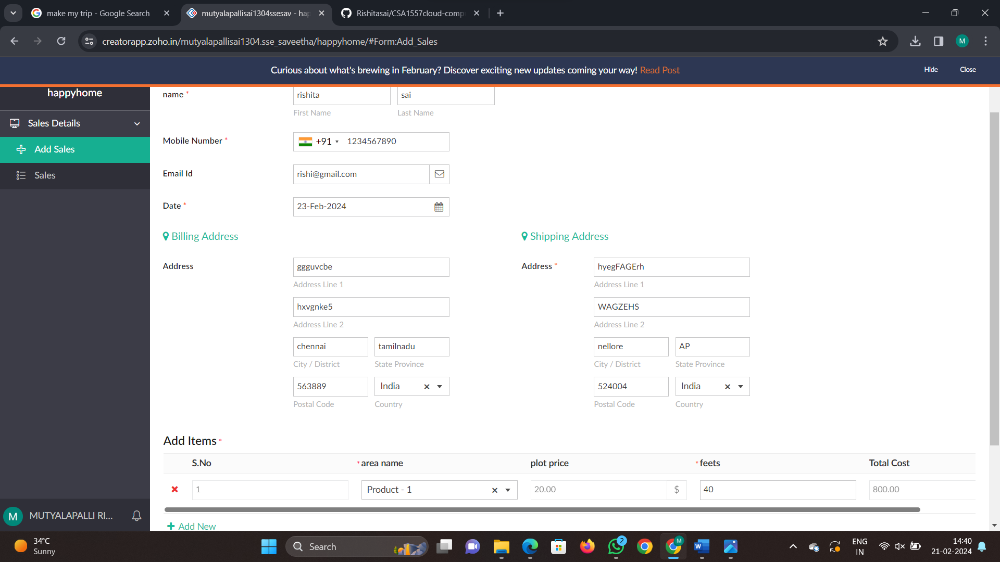 make my trip - Google Search
mutyalapallisai1304ssesav - hap
Rishitasai/CSA1557cloud-comp
creatorapp.zoho.in/mutyalapallisai1304.sse_saveetha/happyhome/#Form:Add_Sales
M
Curious about what's brewing in February? Discover exciting new updates coming your way! Read Post
Hide
Close
happyhome
Sales Details
Add Sales
Sales
name *
rishita
sai
First Name
Last Name
Mobile Number *
+91 1234567890
Email Id
rishi@gmail.com
Date *
23-Feb-2024
Billing Address
Shipping Address
Address
ggguvcbe
Address *
hyegFAGErh
Address Line 1
Address Line 1
hxvgnke5
WAGZEHS
Address Line 2
Address Line 2
chennai
tamilnadu
nellore
AP
City / District
State Province
City / District
State Province
563889
India
524004
India
Postal Code
Country
Postal Code
Country
Add Items *
S.No
* area name
plot price
* feets
Total Cost
1
Product - 1
20.00
$
40
800.00
Add New
M MUTYALAPALLI RI...
34°C
Sunny
Search
2
M
ENG
IN
14:40
21-02-2024